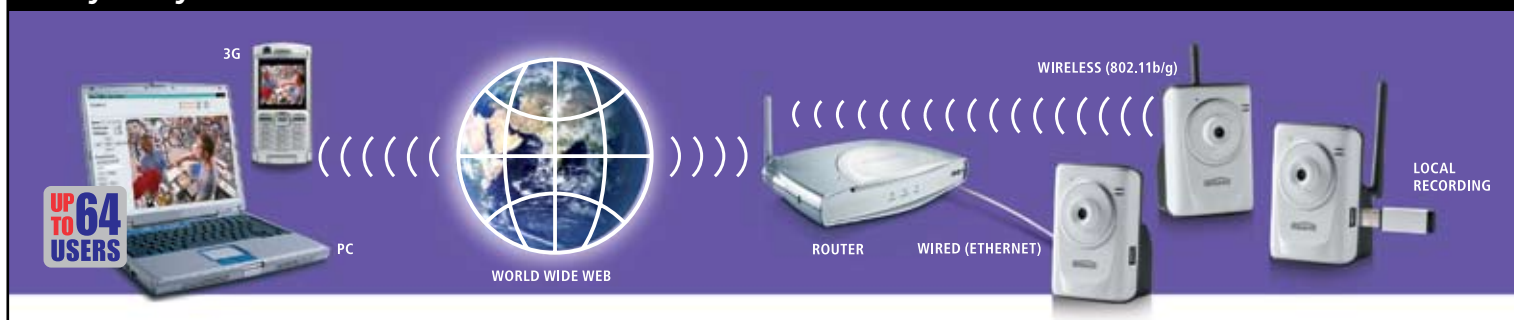 3G
WIRELESS (802.11b/g)
LOCAL
RECORDING
UP
TO 64
USERS
PC
WORLD WIDE WEB
ROUTER
WIRED (ETHERNET)